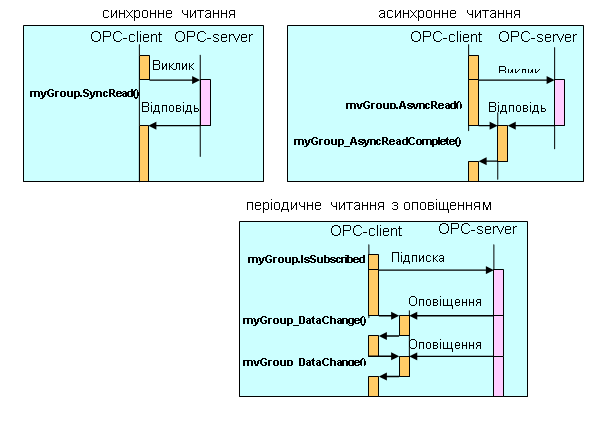 синхронне читання
OPC-client OPC-server
Виклик
myGroup.SyncRead()
Відповідь
асинхронне читання
OPC-client OPC-server
Виклик
myGroup.AsyncRead()
Відповідь
myGroup_AsyncReadComplete()
періодичне читання з оповіщенням
OPC-client OPC-server
myGroup.IsSubscribed
Підписка
Оповіщення
myGroup_DataChange()
Оповіщення
myGroup_DataChange()